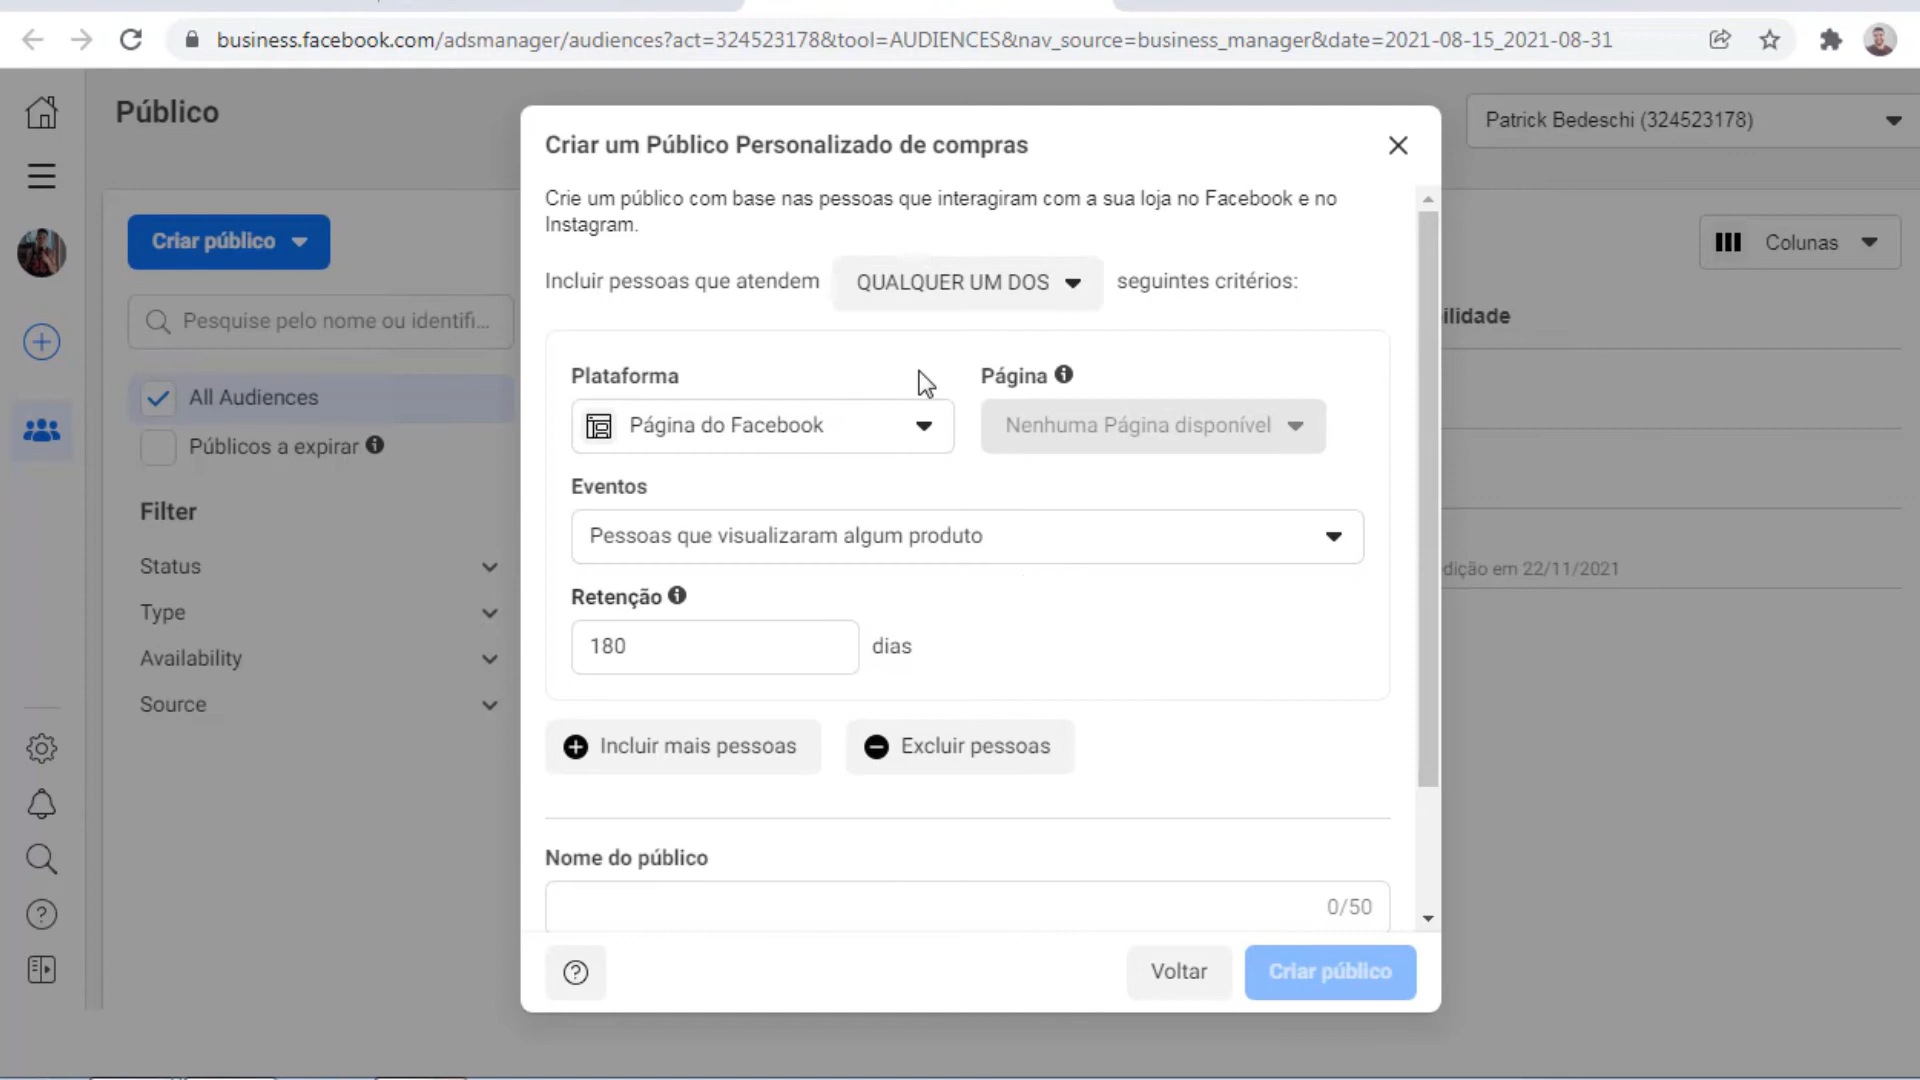 business.facebook.com/adsmanager/audiences?act=324523178&tool=AUDIENCES&nav_source=business_manager&date=2021-08-15_2021-08-31
Público
Patrick Bedeschi (324523178)
Criar público
Pesquise pelo nome ou identifi...
All Audiences
Públicos a expirar
Filter
Status
Type
Availability
Source
Criar um Público Personalizado de compras
Crie um público com base nas pessoas que interagiram com a sua loja no Facebook e no
Instagram.
Incluir pessoas que atendem QUALQUER UM DOS seguintes critérios:
Plataforma
Página do Facebook
Página
Nenhuma Página disponível
Eventos
Pessoas que visualizaram algum produto
Retenção
180 dias
Incluir mais pessoas
Excluir pessoas
Nome do público
0/50
Voltar
Criar público
Colunas
ilidade
dição em 22/11/2021